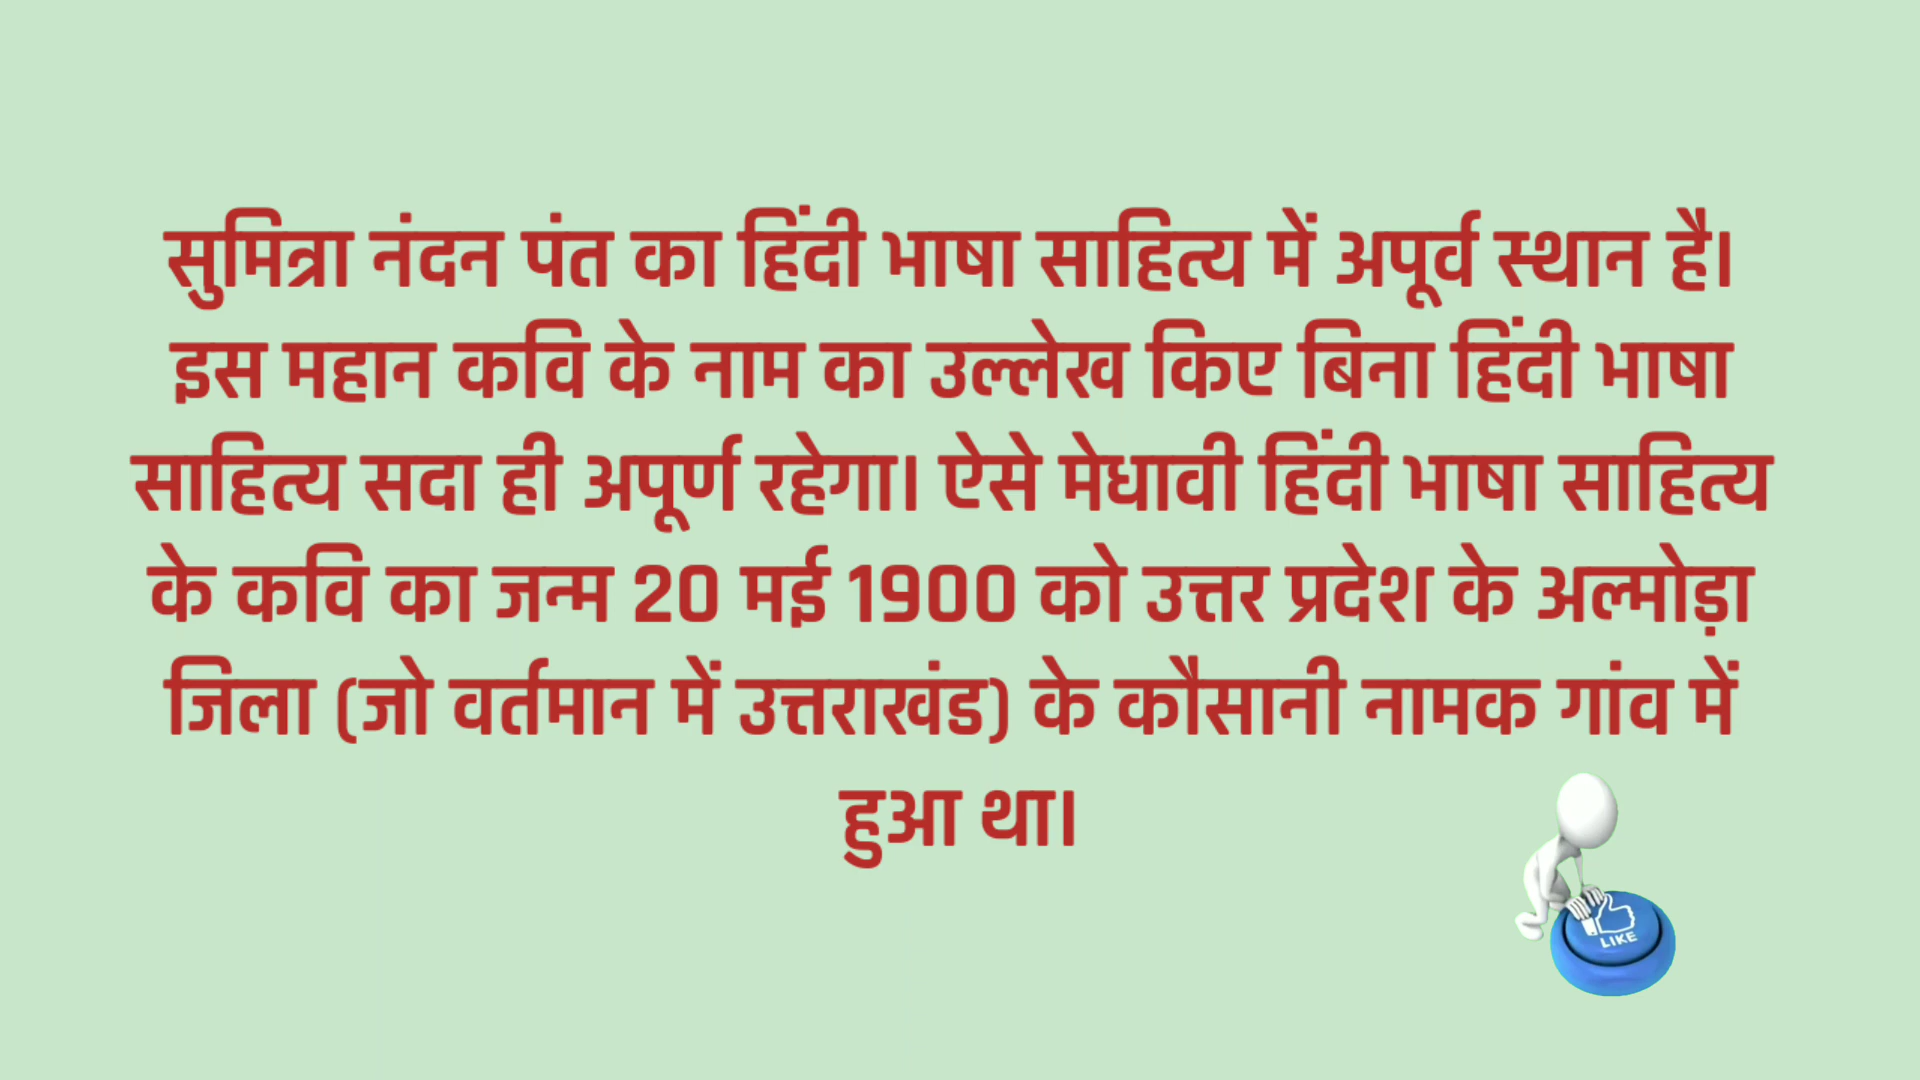 सुमित्रा नंदन पंत का हिंदी भाषा साहित्य में अपूर्व स्थान है।
इस महान कवि के नाम का उल्लेख किए बिना हिंदी भाषा
साहित्य सदा ही अपूर्ण रहेगा। ऐसे मेधावी हिंदी भाषा साहित्य
के कवि का जन्म 20 मई 1900 को उत्तर प्रदेश के अल्मोड़ा
जिला (जो वर्तमान में उत्तराखंड) के कौसानी नामक गांव में
हुआ था।
LIKE